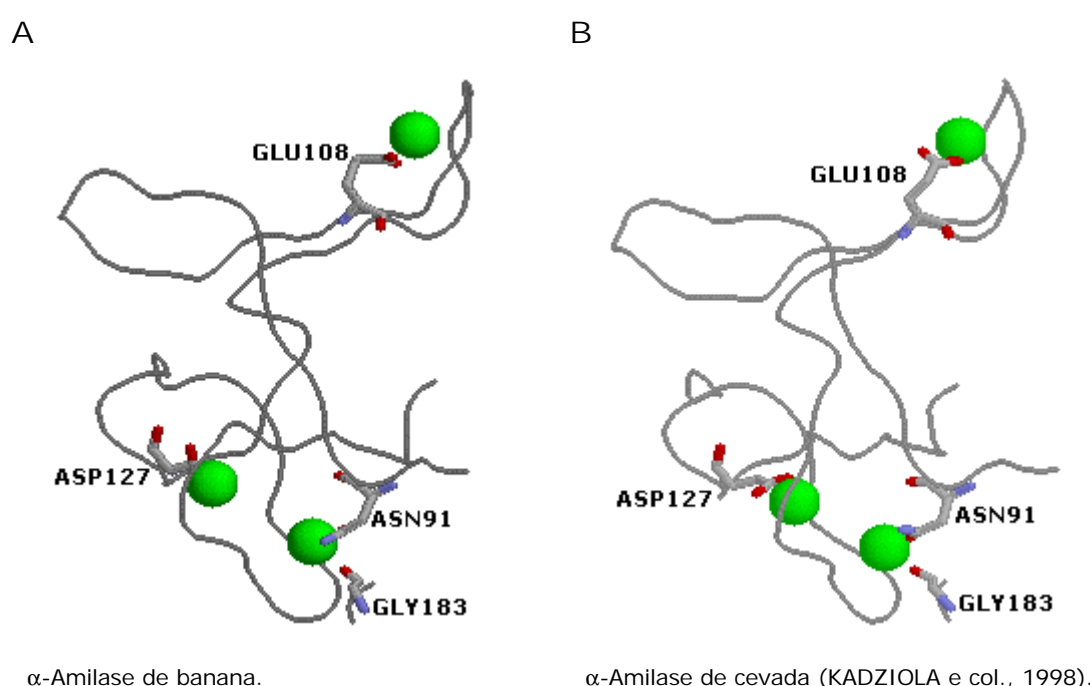 A
B
GLU108
GLU108
ASP127
ASN91
GLY183
ASP127
ASN91
GLY183
α-Amilase de banana.
α-Amilase de cevada (KADZIOLA e col., 1998).